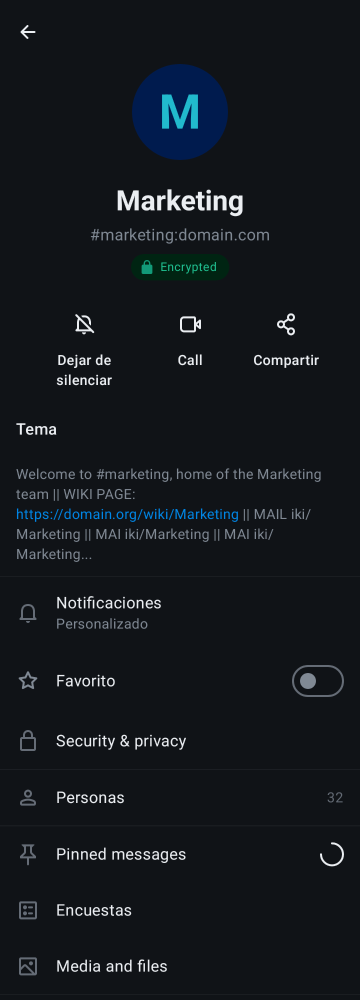 M
Marketing
#marketing:domain.com
Encrypted
Dejar de
silenciar
Call
Compartir
Tema
Welcome to #marketing, home of the Marketing
team || WIKI PAGE:
https://domain.org/wiki/Marketing || MAIL iki/
Marketing || MAI iki/Marketing || MAI iki/
Marketing...
Notificaciones
Personalizado
Favorito
Security & privacy
Personas 32
Pinned messages
Encuestas
Media and files